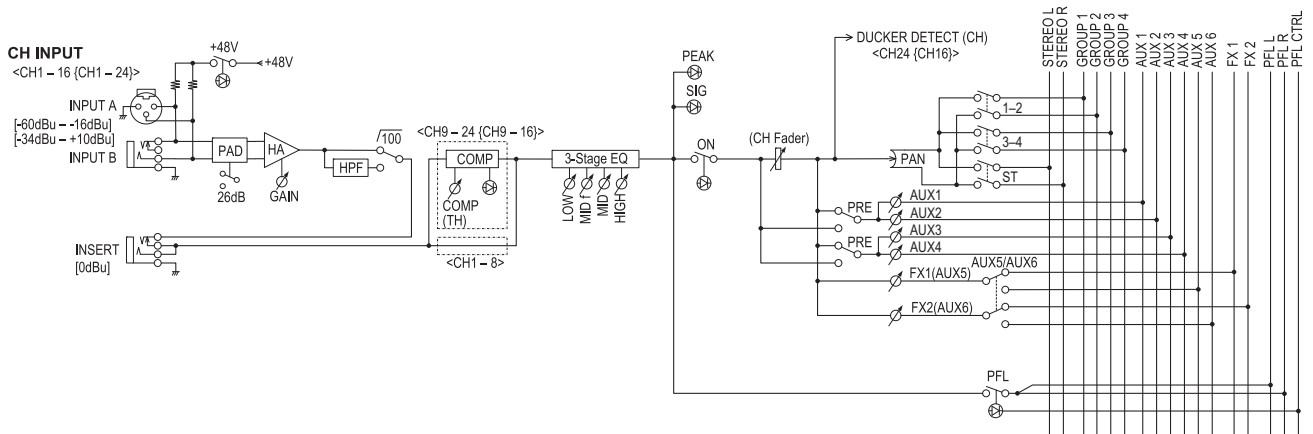 CH INPUT
<CH1 – 16 {CH1 – 24}>
+48V
+48V
INPUT A
[-60dBu – -16dBu]
[-34dBu – +10dBu]
INPUT B
PAD
26dB
HA
GAIN
HPF
/100
INSERT
[0dBu]
<CH9 – 24 {CH9 – 16}>
COMP
COMP
(TH)
<CH1 – 8>
3-Stage EQ
LOW
MID f
MID
HIGH
PEAK
SIG
ON
(CH Fader)
DUCKER DETECT (CH)
<CH24 {CH16}>
PAN
1–2
3–4
ST
PRE
AUX1
AUX2
PRE
AUX3
AUX4
AUX5/AUX6
FX1(AUX5)
FX2(AUX6)
PFL
STEREO L
STEREO R
GROUP 1
GROUP 2
GROUP 3
GROUP 4
AUX 1
AUX 2
AUX 3
AUX 4
AUX 5
AUX 6
FX 1
FX 2
PFL L
PFL R
PFL CTRL